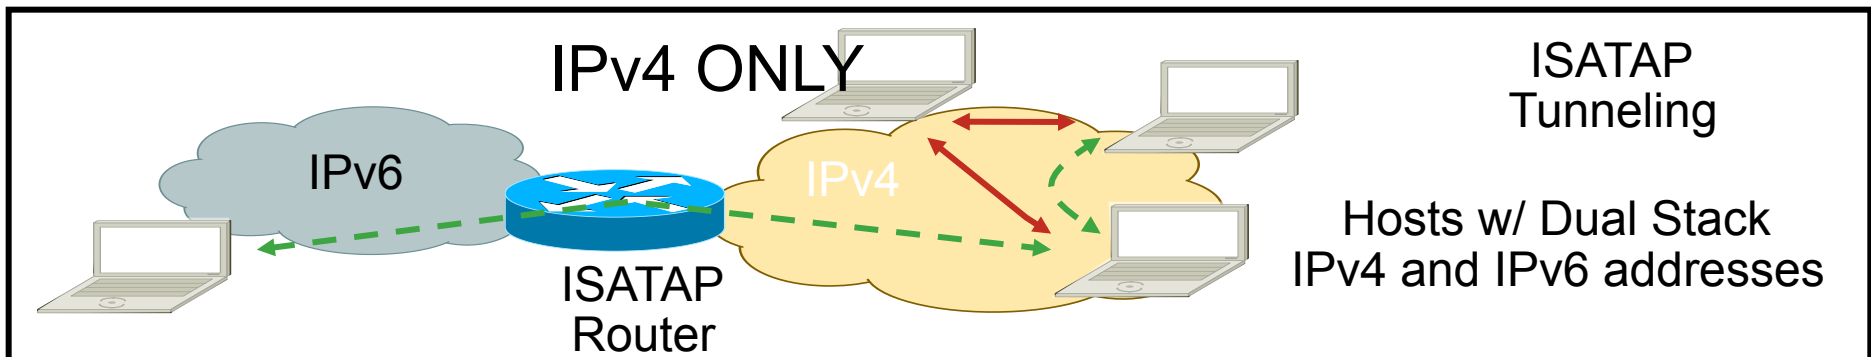 IPv4 ONLY
ISATAP
Tunneling
IPv6
IPv4
Hosts w/ Dual Stack
IPv4 and IPv6 addresses
ISATAP
Router